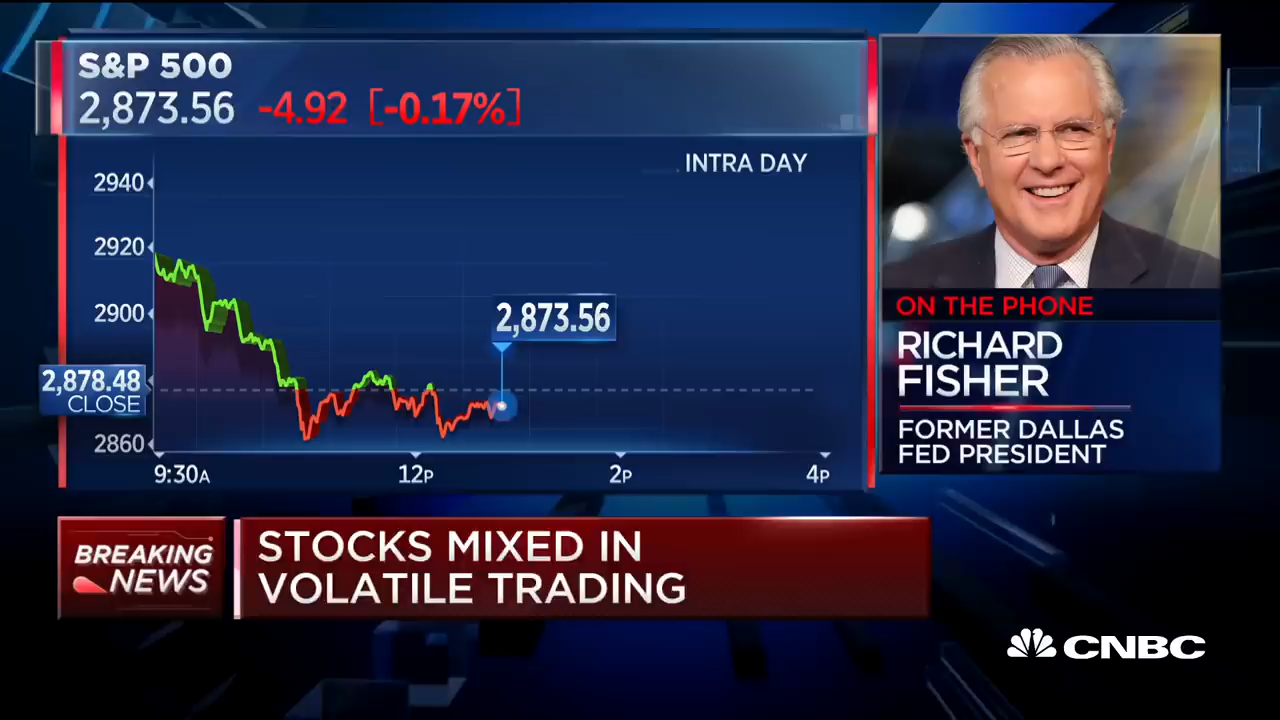 S&P 500
2,873.56 -4.92 [-0.17%]
INTRA DAY
2940
2920
2900
2,873.56
2,878.48
CLOSE
2860
9:30A 12P 2P 4P
ON THE PHONE
RICHARD
FISHER
FORMER DALLAS
FED PRESIDENT
BREAKING
NEWS
STOCKS MIXED IN
VOLATILE TRADING
CNBC